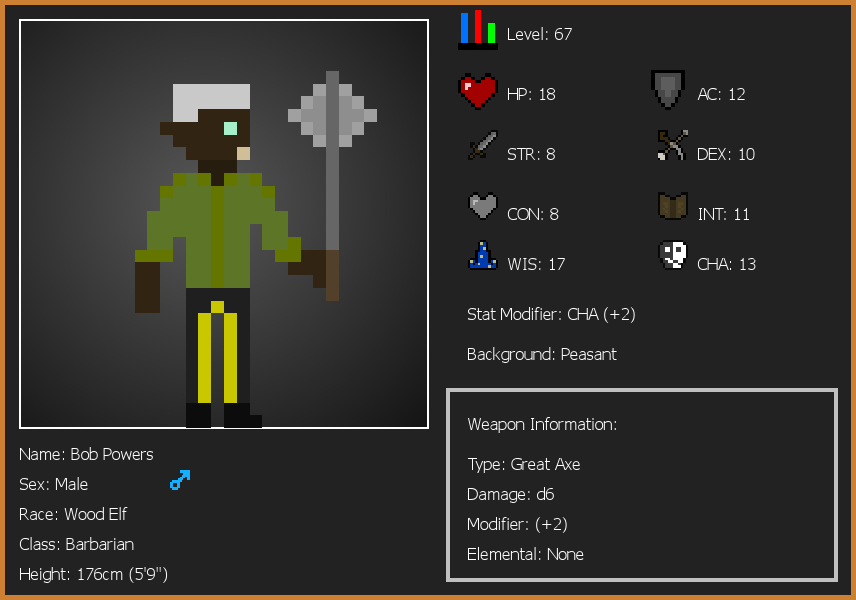 Level: 67
HP: 18
AC: 12
STR: 8
DEX: 10
CON: 8
INT: 11
WIS: 17
CHA: 13
Stat Modifier: CHA (+2)
Background: Peasant
Weapon Information:
Type: Great Axe
Damage: d6
Modifier: (+2)
Elemental: None
Name: Bob Powers
Sex: Male
Race: Wood Elf
Class: Barbarian
Height: 176cm (5'9")